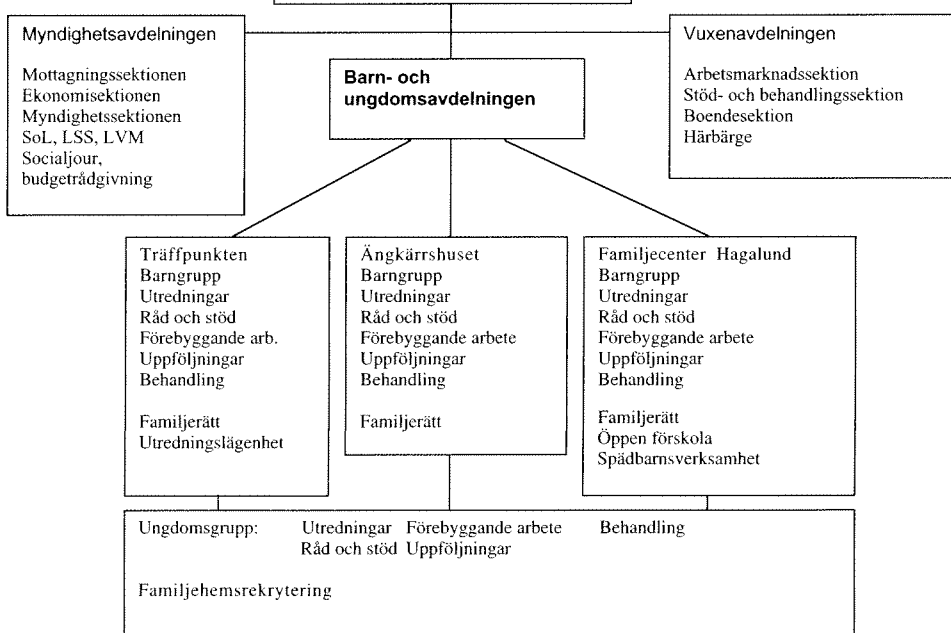 Myndighetsavdelningen
Mottagningssektionen
Ekonomisektionen
Myndighetssektionen
SoL, LSS, LVM
Socialjour,
budgetrådgivning
Barn- och
ungdomsavdelningen
Vuxenavdelningen
Arbetsmarknadssektion
Stöd- och behandlingssektion
Boendesektion
Härbärge
Träffpunkten
Barngrupp
Utredningar
Råd och stöd
Förebyggande arb.
Uppföljningar
Behandling
Familjerätt
Utredningslägenhet
Ängkärrshuset
Barngrupp
Utredningar
Råd och stöd
Förebyggande arbete
Uppföljningar
Behandling
Familjerätt
Familjecenter Hagalund
Barngrupp
Utredningar
Råd och stöd
Förebyggande arbete
Uppföljningar
Behandling
Familjerätt
Öppen förskola
Spädbarnsverksamhet
Ungdomsgrupp: Utredningar Förebyggande arbete Behandling
Råd och stöd Uppföljningar
Familjehemsrekrytering